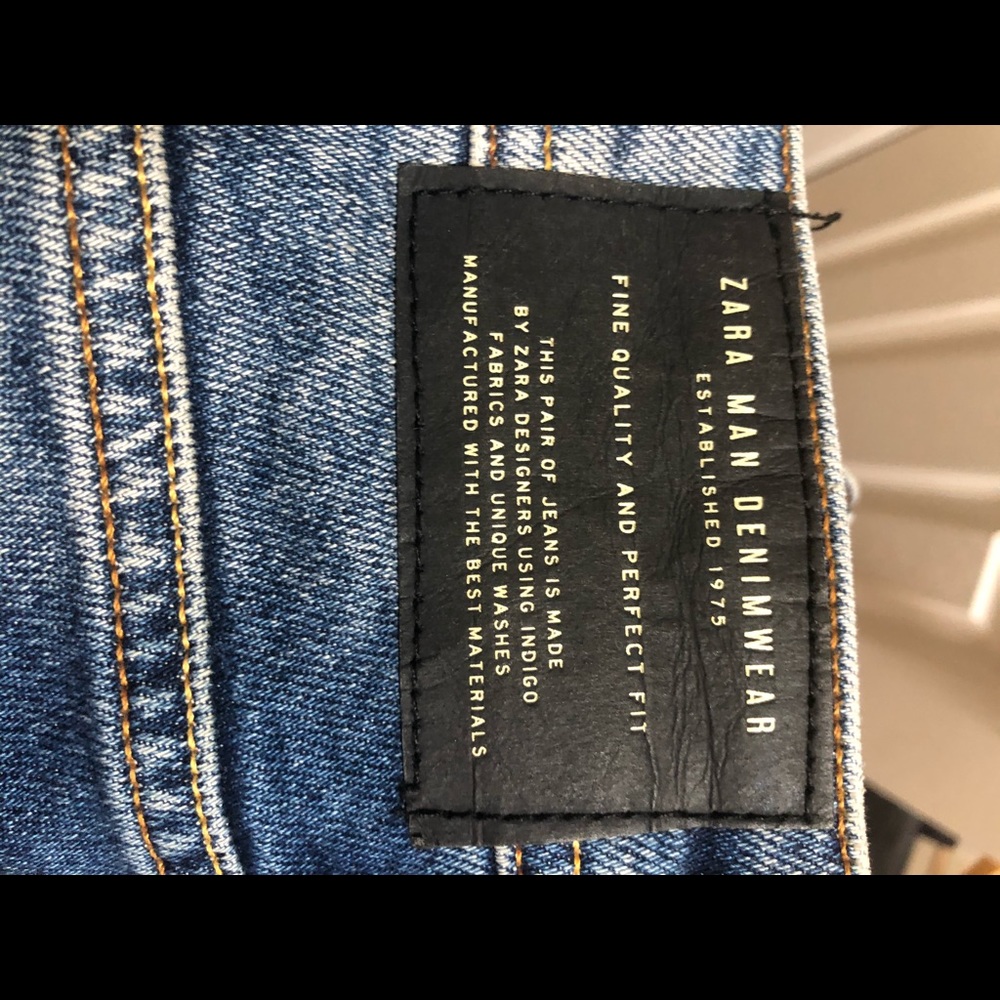 ZARA MAN DENIMWEAR
ESTABLISHED 1975
FINE QUALITY AND PERFECT FIT
THIS PAIR OF JEANS IS MADE
BY ZARA DESIGNERS USING INDIGO
FABRICS AND UNIQUE WASHES
MANUFACTURED WITH THE BEST MATERIALS